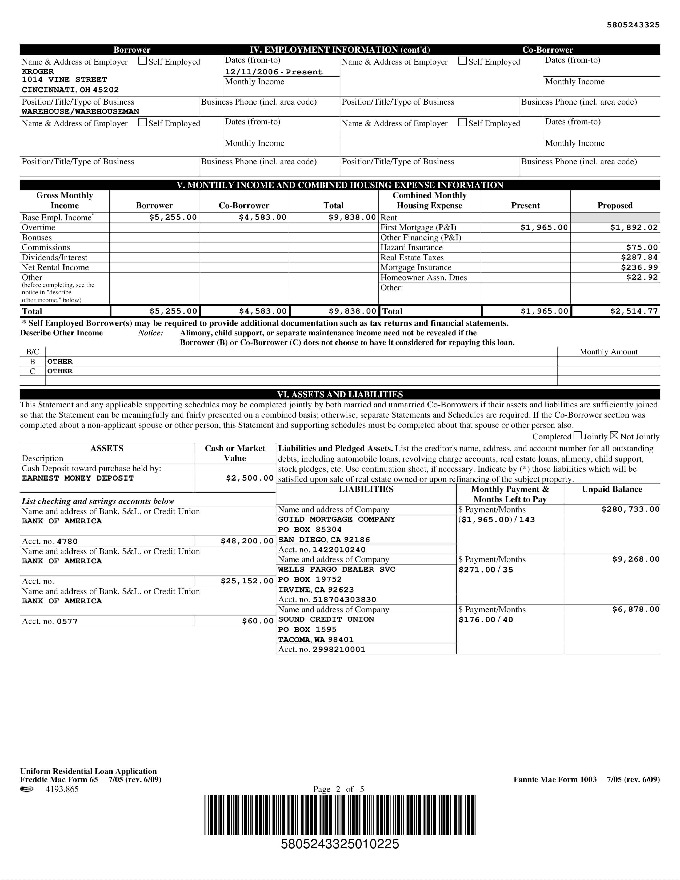 5805243325
Borrower IV. EMPLOYMENT INFORMATION (cont'd) Co-Borrower
Name & Address of Employer ☐ Self Employed Dates (from-to) Name & Address of Employer ☐ Self Employed Dates (from-to)
KROGER 12/11/2006-Present
1014 VINE STREET Monthly Income Monthly Income
CINCINNATI, OH 45202
Position/Title/Type of Business Business Phone (incl. area code) Position/Title/Type of Business Business Phone (incl. area code)
WAREHOUSE/WAREHOUSEMAN
Name & Address of Employer ☐ Self Employed Dates (from-to) Name & Address of Employer ☐ Self Employed Dates (from-to)
Monthly Income Monthly Income
Position/Title/Type of Business Business Phone (incl. area code) Position/Title/Type of Business Business Phone (incl. area code)
V. MONTHLY INCOME AND COMBINED HOUSING EXPENSE INFORMATION
Gross Monthly Income Borrower Co-Borrower Total Combined Monthly Housing Expense Present Proposed
Base Empl. Income* $5,255.00 $4,583.00 $9,838.00 Rent
Overtime First Mortgage (P&I) $1,965.00 $1,892.02
Bonuses Other Financing (P&I)
Commissions Hazard Insurance $75.00
Dividends/Interest Real Estate Taxes $287.84
Net Rental Income Mortgage Insurance $236.99
Other Homeowner Assn. Dues $22.92
(before completing, see the Other
notice in "describe
other income," below)
Total $5,255.00 $4,583.00 $9,838.00 Total $1,965.00 $2,514.77
* Self Employed Borrower(s) may be required to provide additional documentation such as tax returns and financial statements.
Describe Other Income Notice: Alimony, child support, or separate maintenance income need not be revealed if the
Borrower (B) or Co-Borrower (C) does not choose to have it considered for repaying this loan.
B/C Monthly Amount
B OTHER
C OTHER
VI. ASSETS AND LIABILITIES
This Statement and any applicable supporting schedules may be completed jointly by both married and unmarried Co-Borrowers if their assets and liabilities are sufficiently joined
so that the Statement can be meaningfully and fairly presented on a combined basis; otherwise, separate Statements and Schedules are required. If the Co-Borrower section was
completed about a non-applicant spouse or other person, this Statement and supporting schedules must be completed about that spouse or other person also.
Completed ☐ Jointly ☒ Not Jointly
ASSETS Cash or Market Value
Description
Cash Deposit toward purchase held by:
EARNEST MONEY DEPOSIT $2,500.00
Liabilities and Pledged Assets. List the creditor's name, address, and account number for all outstanding
debts, including automobile loans, revolving charge accounts, real estate loans, alimony, child support,
stock pledges, etc. Use continuation sheet, if necessary. Indicate by (*) those liabilities which will be
satisfied upon sale of real estate owned or upon refinancing of the subject property.
LIABILITIES Monthly Payment & Months Left to Pay Unpaid Balance
List checking and savings accounts below
Name and address of Bank, S&L, or Credit Union
BANK OF AMERICA
Acct. no. 4780 $48,200.00
Name and address of Bank, S&L, or Credit Union
BANK OF AMERICA
Acct. no. $25,152.00
Name and address of Bank, S&L, or Credit Union
BANK OF AMERICA
Acct. no. 0577 $60.00
Name and address of Company $ Payment/Months $280,733.00
GUILD MORTGAGE COMPANY ($1,965.00)/143
PO BOX 85304
SAN DIEGO, CA 92186
Acct. no. 1422010240
Name and address of Company $ Payment/Months $9,268.00
WELLS FARGO DEALER SVC $271.00/35
PO BOX 19752
IRVINE, CA 92623
Acct. no. 518704303830
Name and address of Company $ Payment/Months $6,878.00
SOUND CREDIT UNION $176.00/40
PO BOX 1595
TACOMA, WA 98401
Acct. no. 2998210001
Uniform Residential Loan Application
Freddie Mac Form 65 7/05 (rev. 6/09) Fannie Mae Form 1003 7/05 (rev. 6/09)
4193.865 Page 2 of 5
5805243325010225